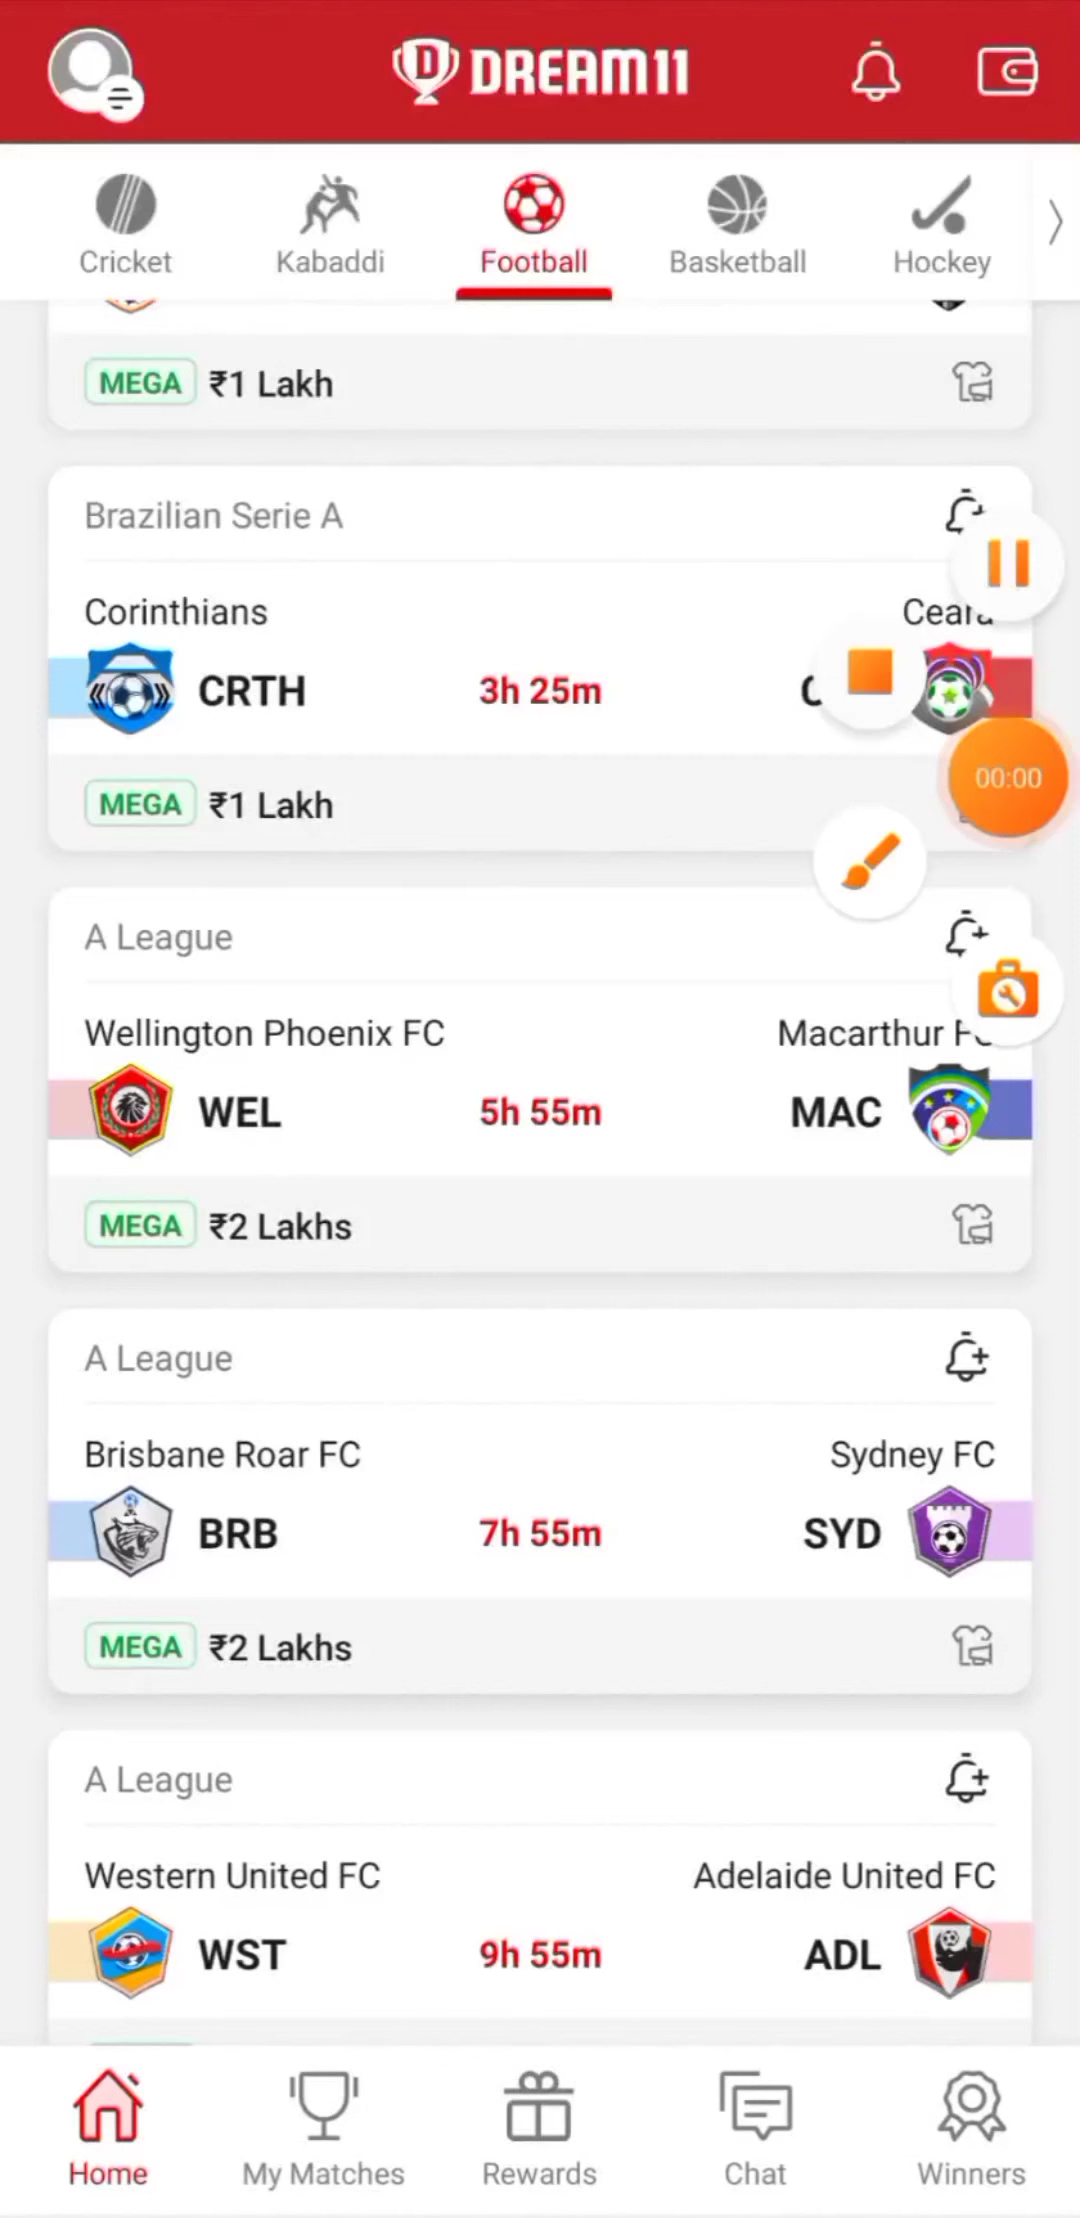 DREAM11
Cricket
Kabaddi
Football
Basketball
Hockey
MEGA ₹1 Lakh
Brazilian Serie A
Corinthians
CRTH
3h 25m
MEGA ₹1 Lakh
00:00
A League
Wellington Phoenix FC
Macarthur
WEL
5h 55m
MAC
MEGA ₹2 Lakhs
A League
Brisbane Roar FC
Sydney FC
BRB
7h 55m
SYD
MEGA ₹2 Lakhs
A League
Western United FC
Adelaide United FC
WST
9h 55m
ADL
Home
My Matches
Rewards
Chat
Winners